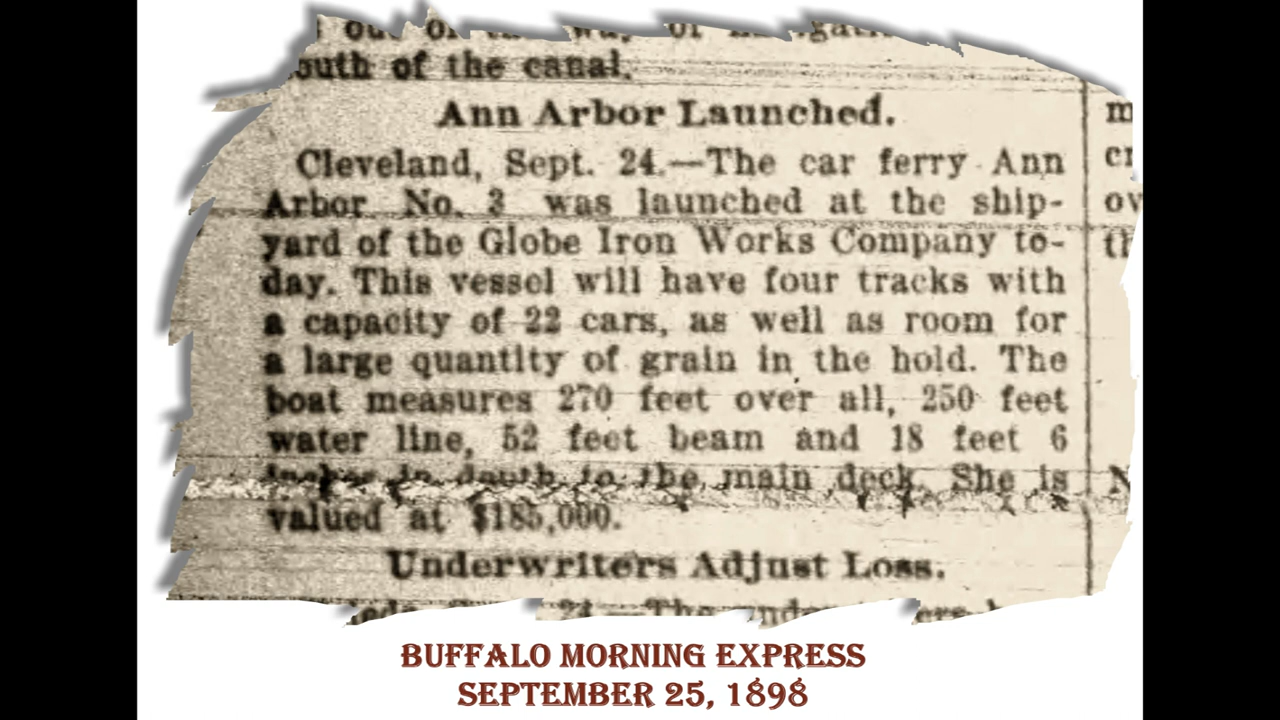 outh of the canal.
Ann Arbor Launched.
Cleveland, Sept. 24.—The car ferry Ann
Arbor No. 3 was launched at the ship-
yard of the Globe Iron Works Company to-
day. This vessel will have four tracks with
a capacity of 22 cars, as well as room for
a large quantity of grain in the hold. The
boat measures 270 feet over all, 250 feet
water line, 52 feet beam and 18 feet 6
inches in depth to the main deck. She is
valued at $185,000.
Underwriters Adjust Loss.
BUFFALO MORNING EXPRESS
SEPTEMBER 25, 1898